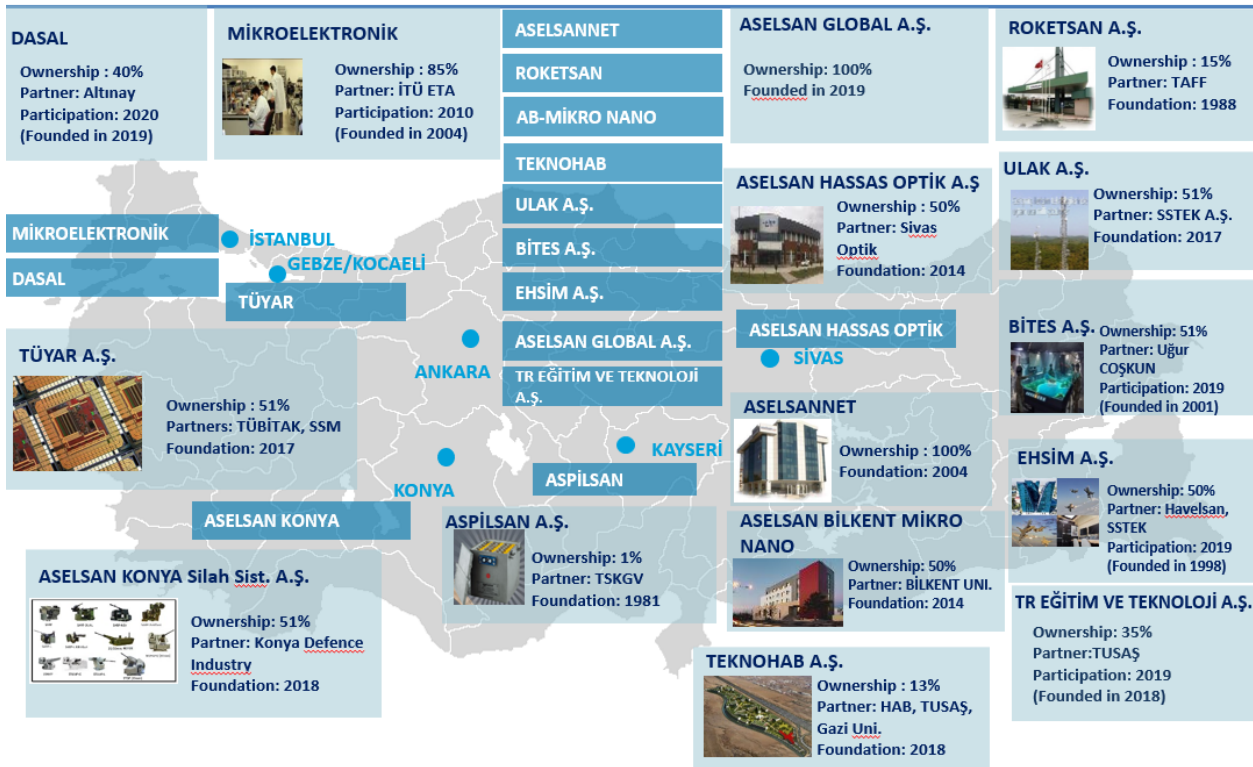 DASAL
Ownership : 40%
Partner: Altınay
Participation: 2020
(Founded in 2019)
MİKROELEKTRONİK
Ownership : 85%
Partner: İTÜ ETA
Participation: 2010
(Founded in 2004)
ASELSANNET
ROKETSAN
AB-MİKRO NANO
TEKNOHAB
ULAK A.Ş.
BİTES A.Ş.
EHSİM A.Ş.
ASELSAN GLOBAL A.Ş.
TR EĞİTİM VE TEKNOLOJİ
A.Ş.
ASELSAN GLOBAL A.Ş.
Ownership: 100%
Founded in 2019
ROKETSAN A.Ş.
Ownership : 15%
Partner: TAFF
Foundation: 1988
MİKROELEKTRONİK
DASAL
İSTANBUL
GEBZE/KOCAELİ
TÜYAR
ASELSAN HASSAS OPTİK A.Ş
Ownership : 50%
Partner: Sivas
Optik
Foundation: 2014
ULAK A.Ş.
Ownership: 51%
Partner: SSTEK A.Ş.
Foundation: 2017
TÜYAR A.Ş.
Ownership : 51%
Partners: TÜBİTAK, SSM
Foundation: 2017
ANKARA
ASELSAN HASSAS OPTİK
SİVAS
BİTES A.Ş.
Ownership: 51%
Partner: Uğur
COŞKUN
Participation: 2019
(Founded in 2001)
KONYA
KAYSERİ
ASPİLSAN
ASELSANNET
Ownership : 100%
Foundation: 2004
EHSİM A.Ş.
Ownership: 50%
Partner: Havelsan,
SSTEK
Participation: 2019
(Founded in 1998)
ASELSAN KONYA
ASPİLSAN A.Ş.
Ownership: 1%
Partner: TSKGV
Foundation: 1981
ASELSAN BİLKENT MİKRO
NANO
Ownership: 50%
Partner: BİLKENT UNI.
Foundation: 2014
ASELSAN KONYA Silah Sist. A.Ş.
Ownership: 51%
Partner: Konya Defence
Industry
Foundation: 2018
TR EĞİTİM VE TEKNOLOJİ A.Ş.
Ownership: 35%
Partner:TUSAŞ
Participation: 2019
(Founded in 2018)
TEKNOHAB A.Ş.
Ownership : 13%
Partner: HAB, TUSAŞ,
Gazi Uni.
Foundation: 2018